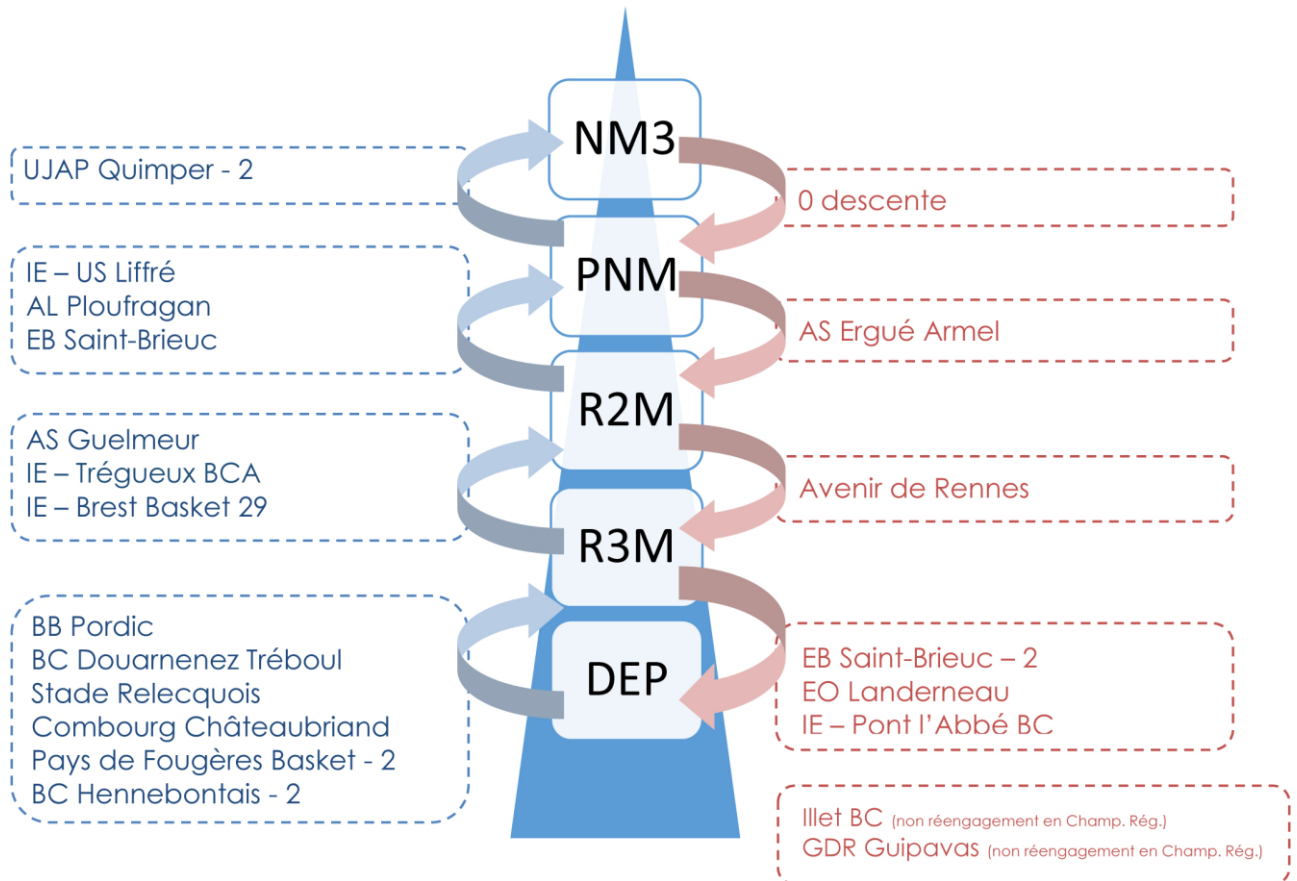 NM3
UJAP Quimper - 2
0 descente
PNM
IE – US Liffré
AL Ploufragan
EB Saint-Brieuc
AS Ergué Armel
R2M
AS Guelmeur
IE – Trégueux BCA
IE – Brest Basket 29
Avenir de Rennes
R3M
BB Pordic
BC Douarnenez Tréboul
Stade Relecquois
Combourg Châteaubriand
Pays de Fougères Basket - 2
BC Hennebontais - 2
DEP
EB Saint-Brieuc – 2
EO Landerneau
IE – Pont l'Abbé BC
Illet BC (non réengagement en Champ. Rég.)
GDR Guipavas (non réengagement en Champ. Rég.)